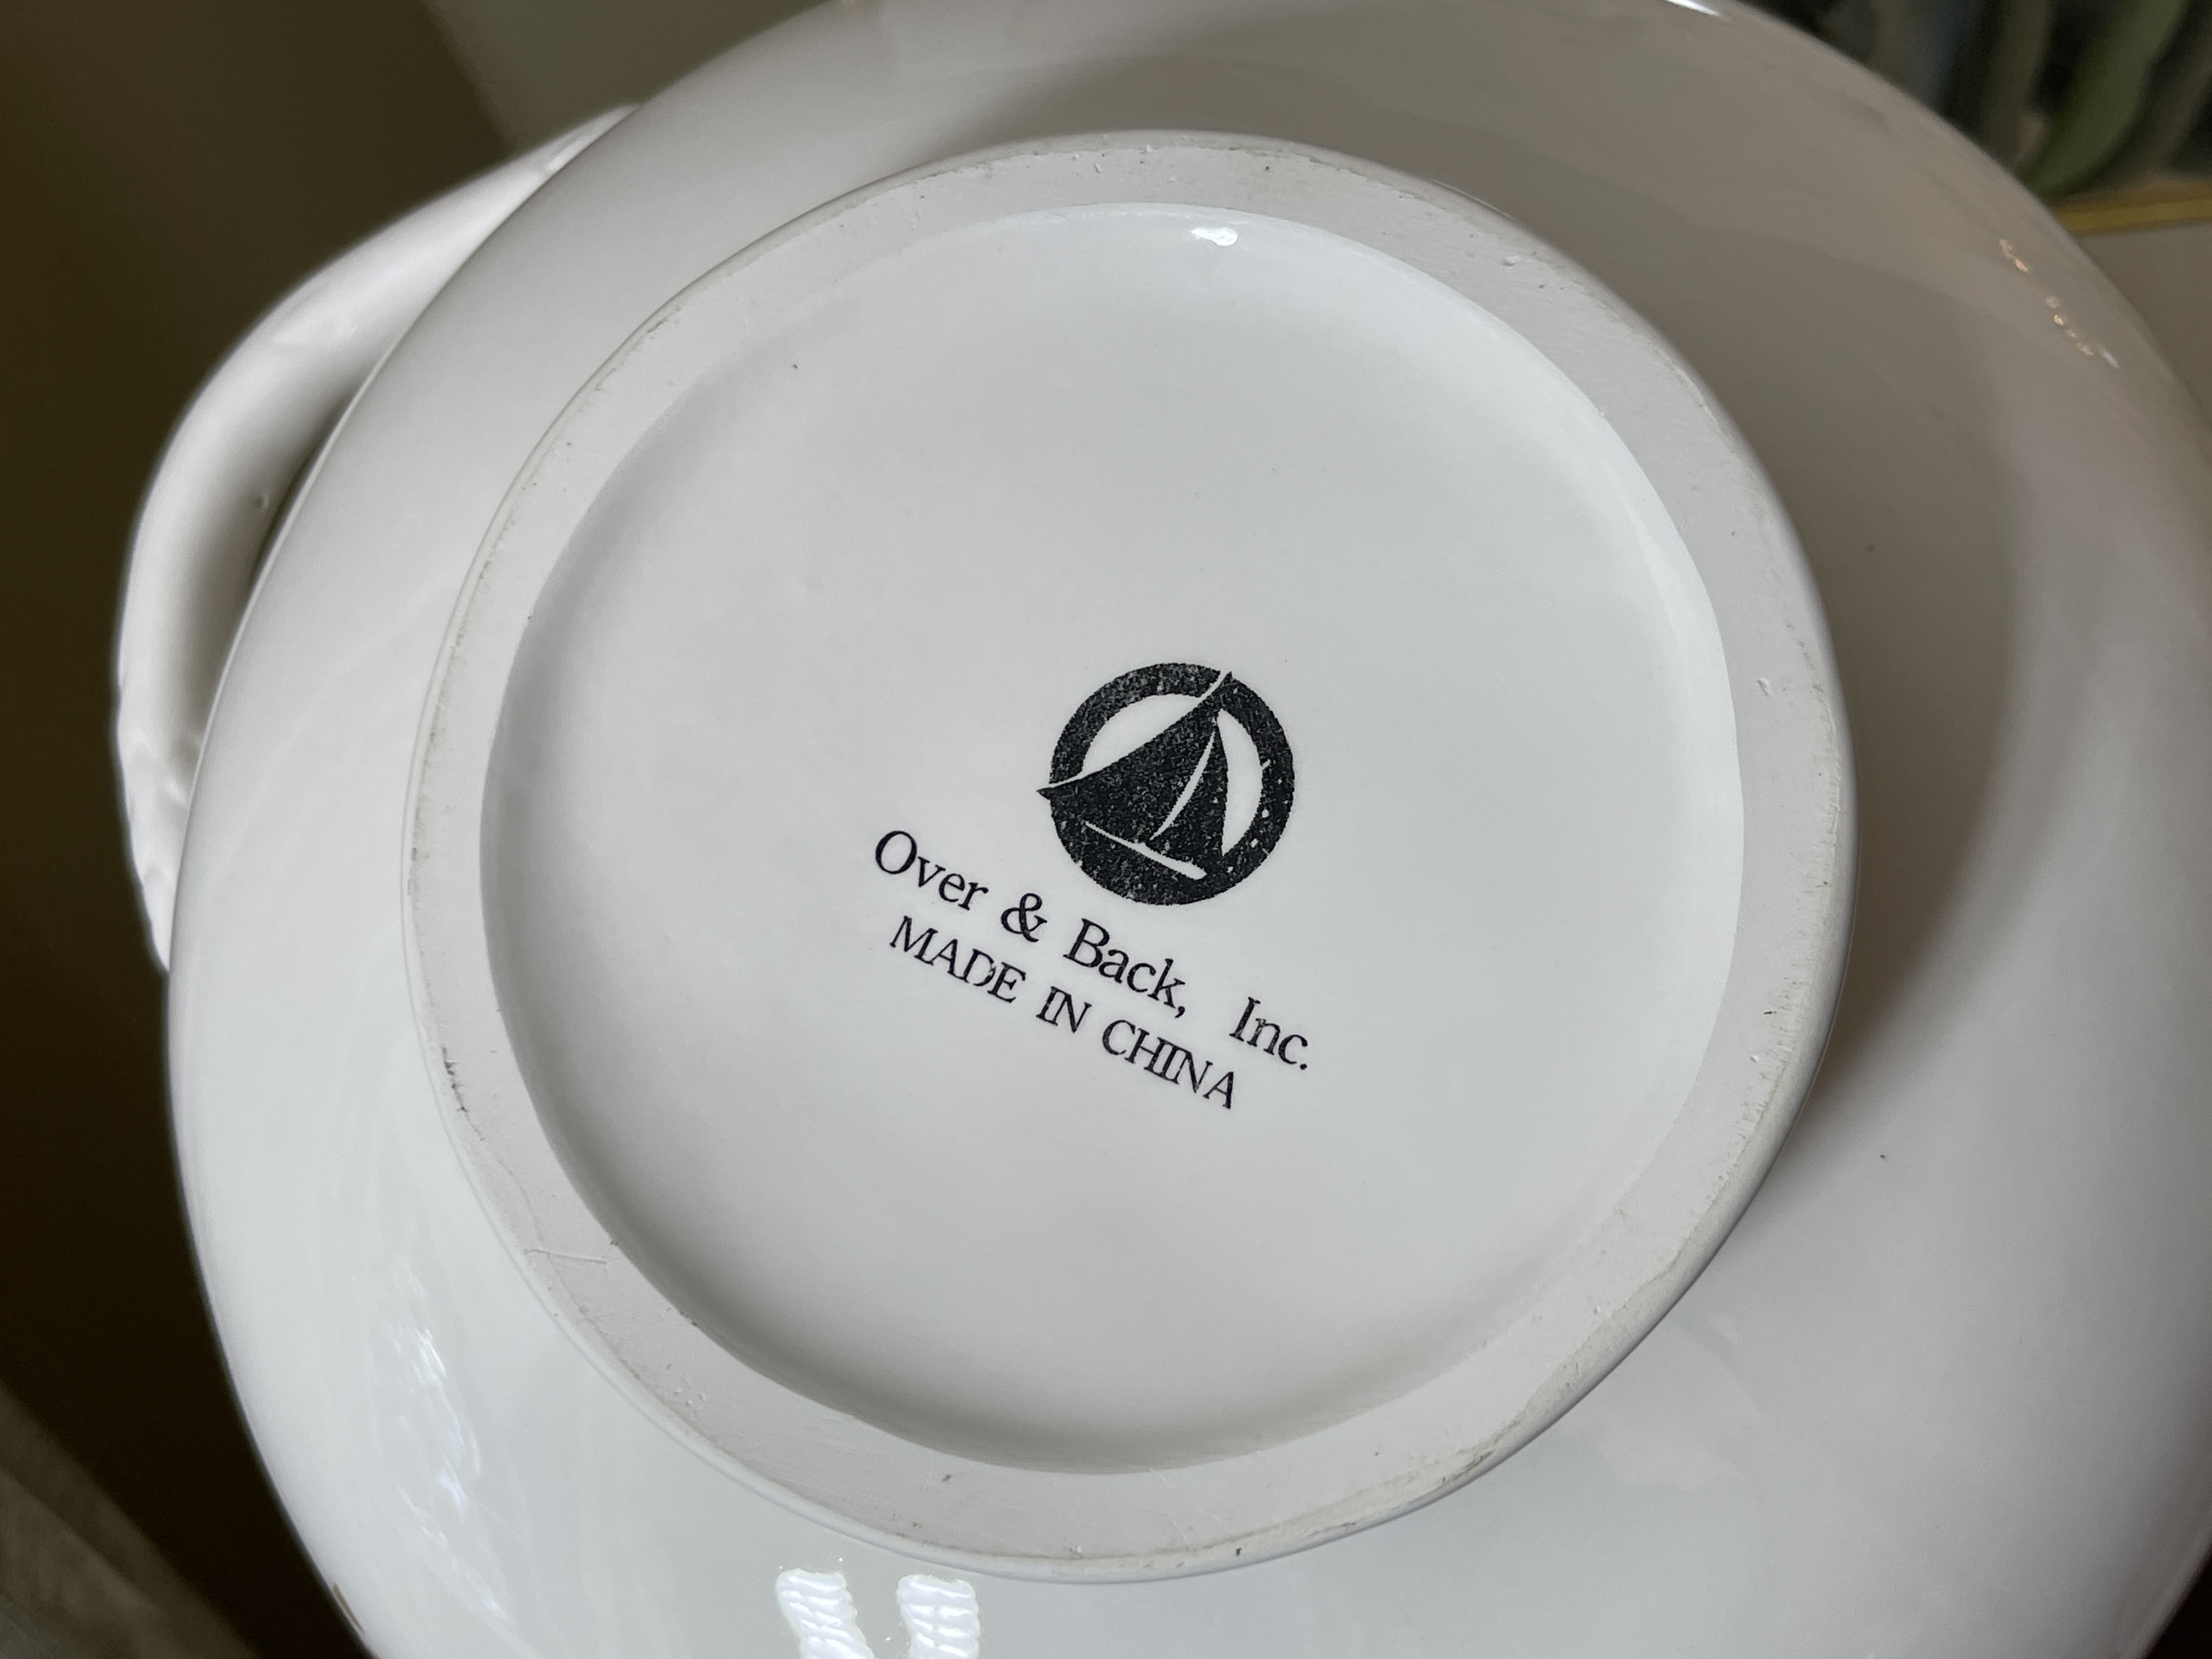 Over & Back, Inc.
MADE IN CHINA